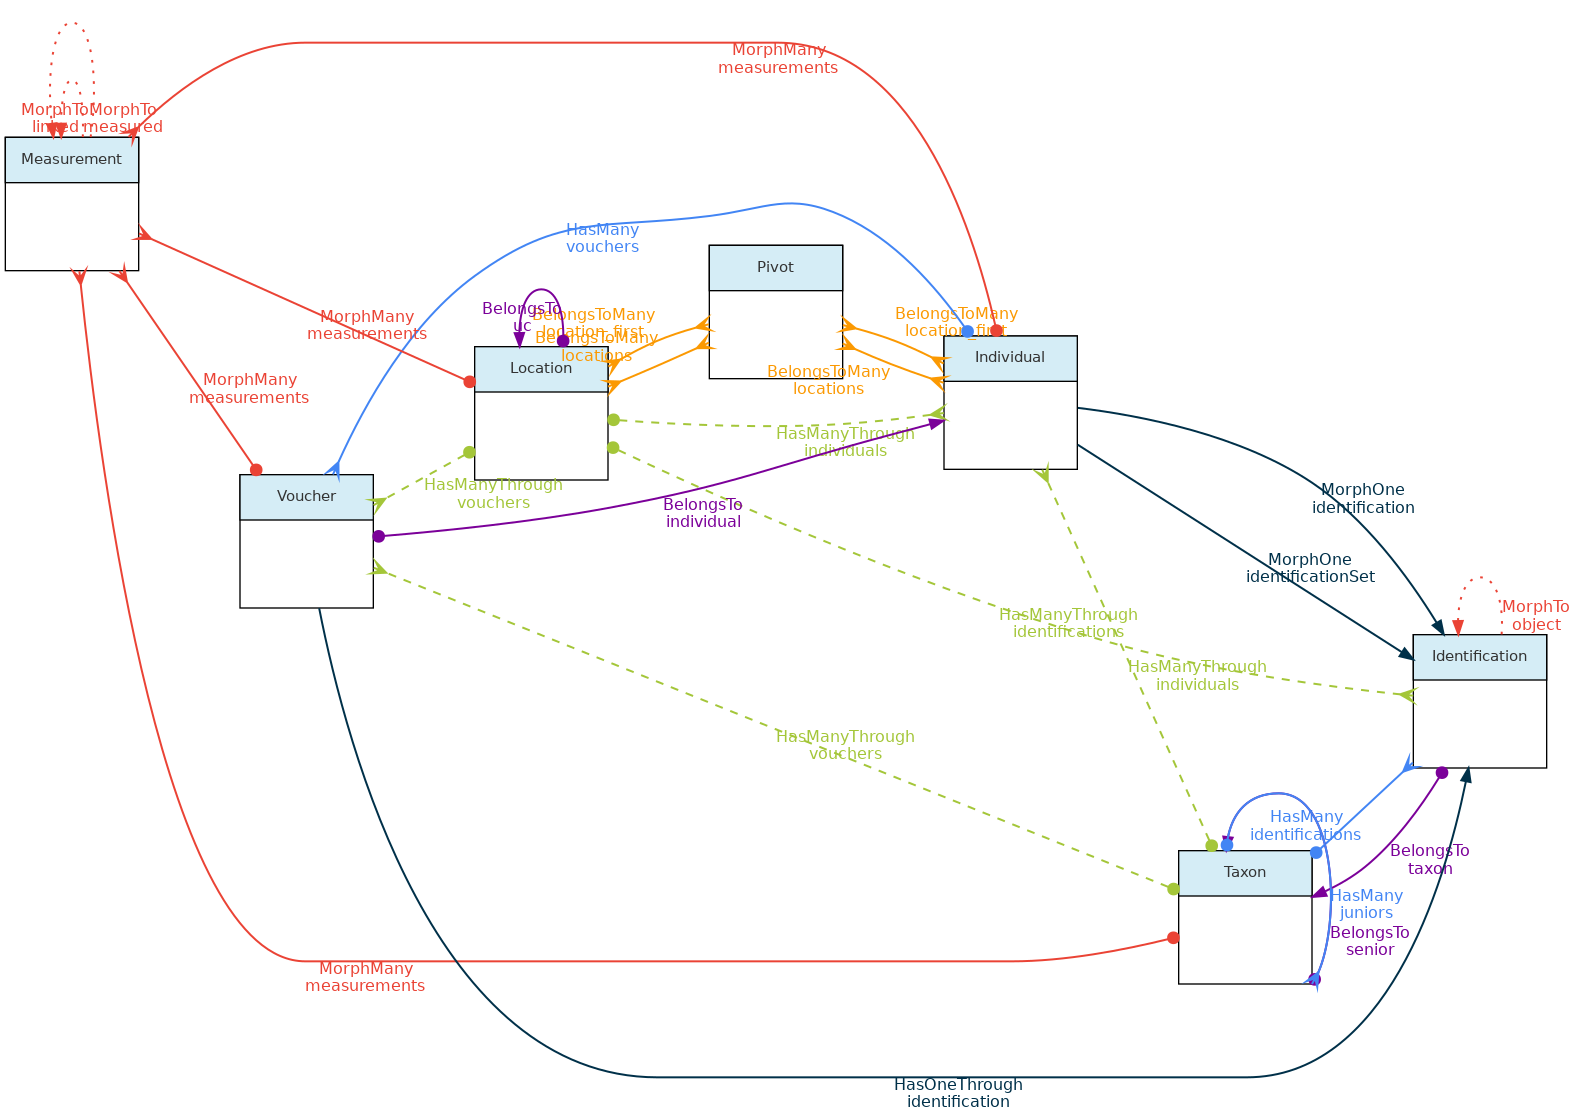 MorphMany
measurements
MorphTo
linked
MorphTo
measured
Measurement
HasMany
vouchers
Pivot
BelongsTo
uc
BelongsToMany
location_first
BelongsToMany
locations
BelongsToMany
location_first
MorphMany
measurements
Location
Individual
BelongsToMany
locations
MorphMany
measurements
HasManyThrough
individuals
HasManyThrough
vouchers
Voucher
BelongsTo
individual
MorphOne
identification
MorphOne
identificationSet
HasManyThrough
identifications
MorphTo
object
Identification
HasManyThrough
individuals
HasManyThrough
vouchers
HasMany
identifications
BelongsTo
taxon
Taxon
HasMany
juniors
BelongsTo
senior
MorphMany
measurements
HasOneThrough
identification